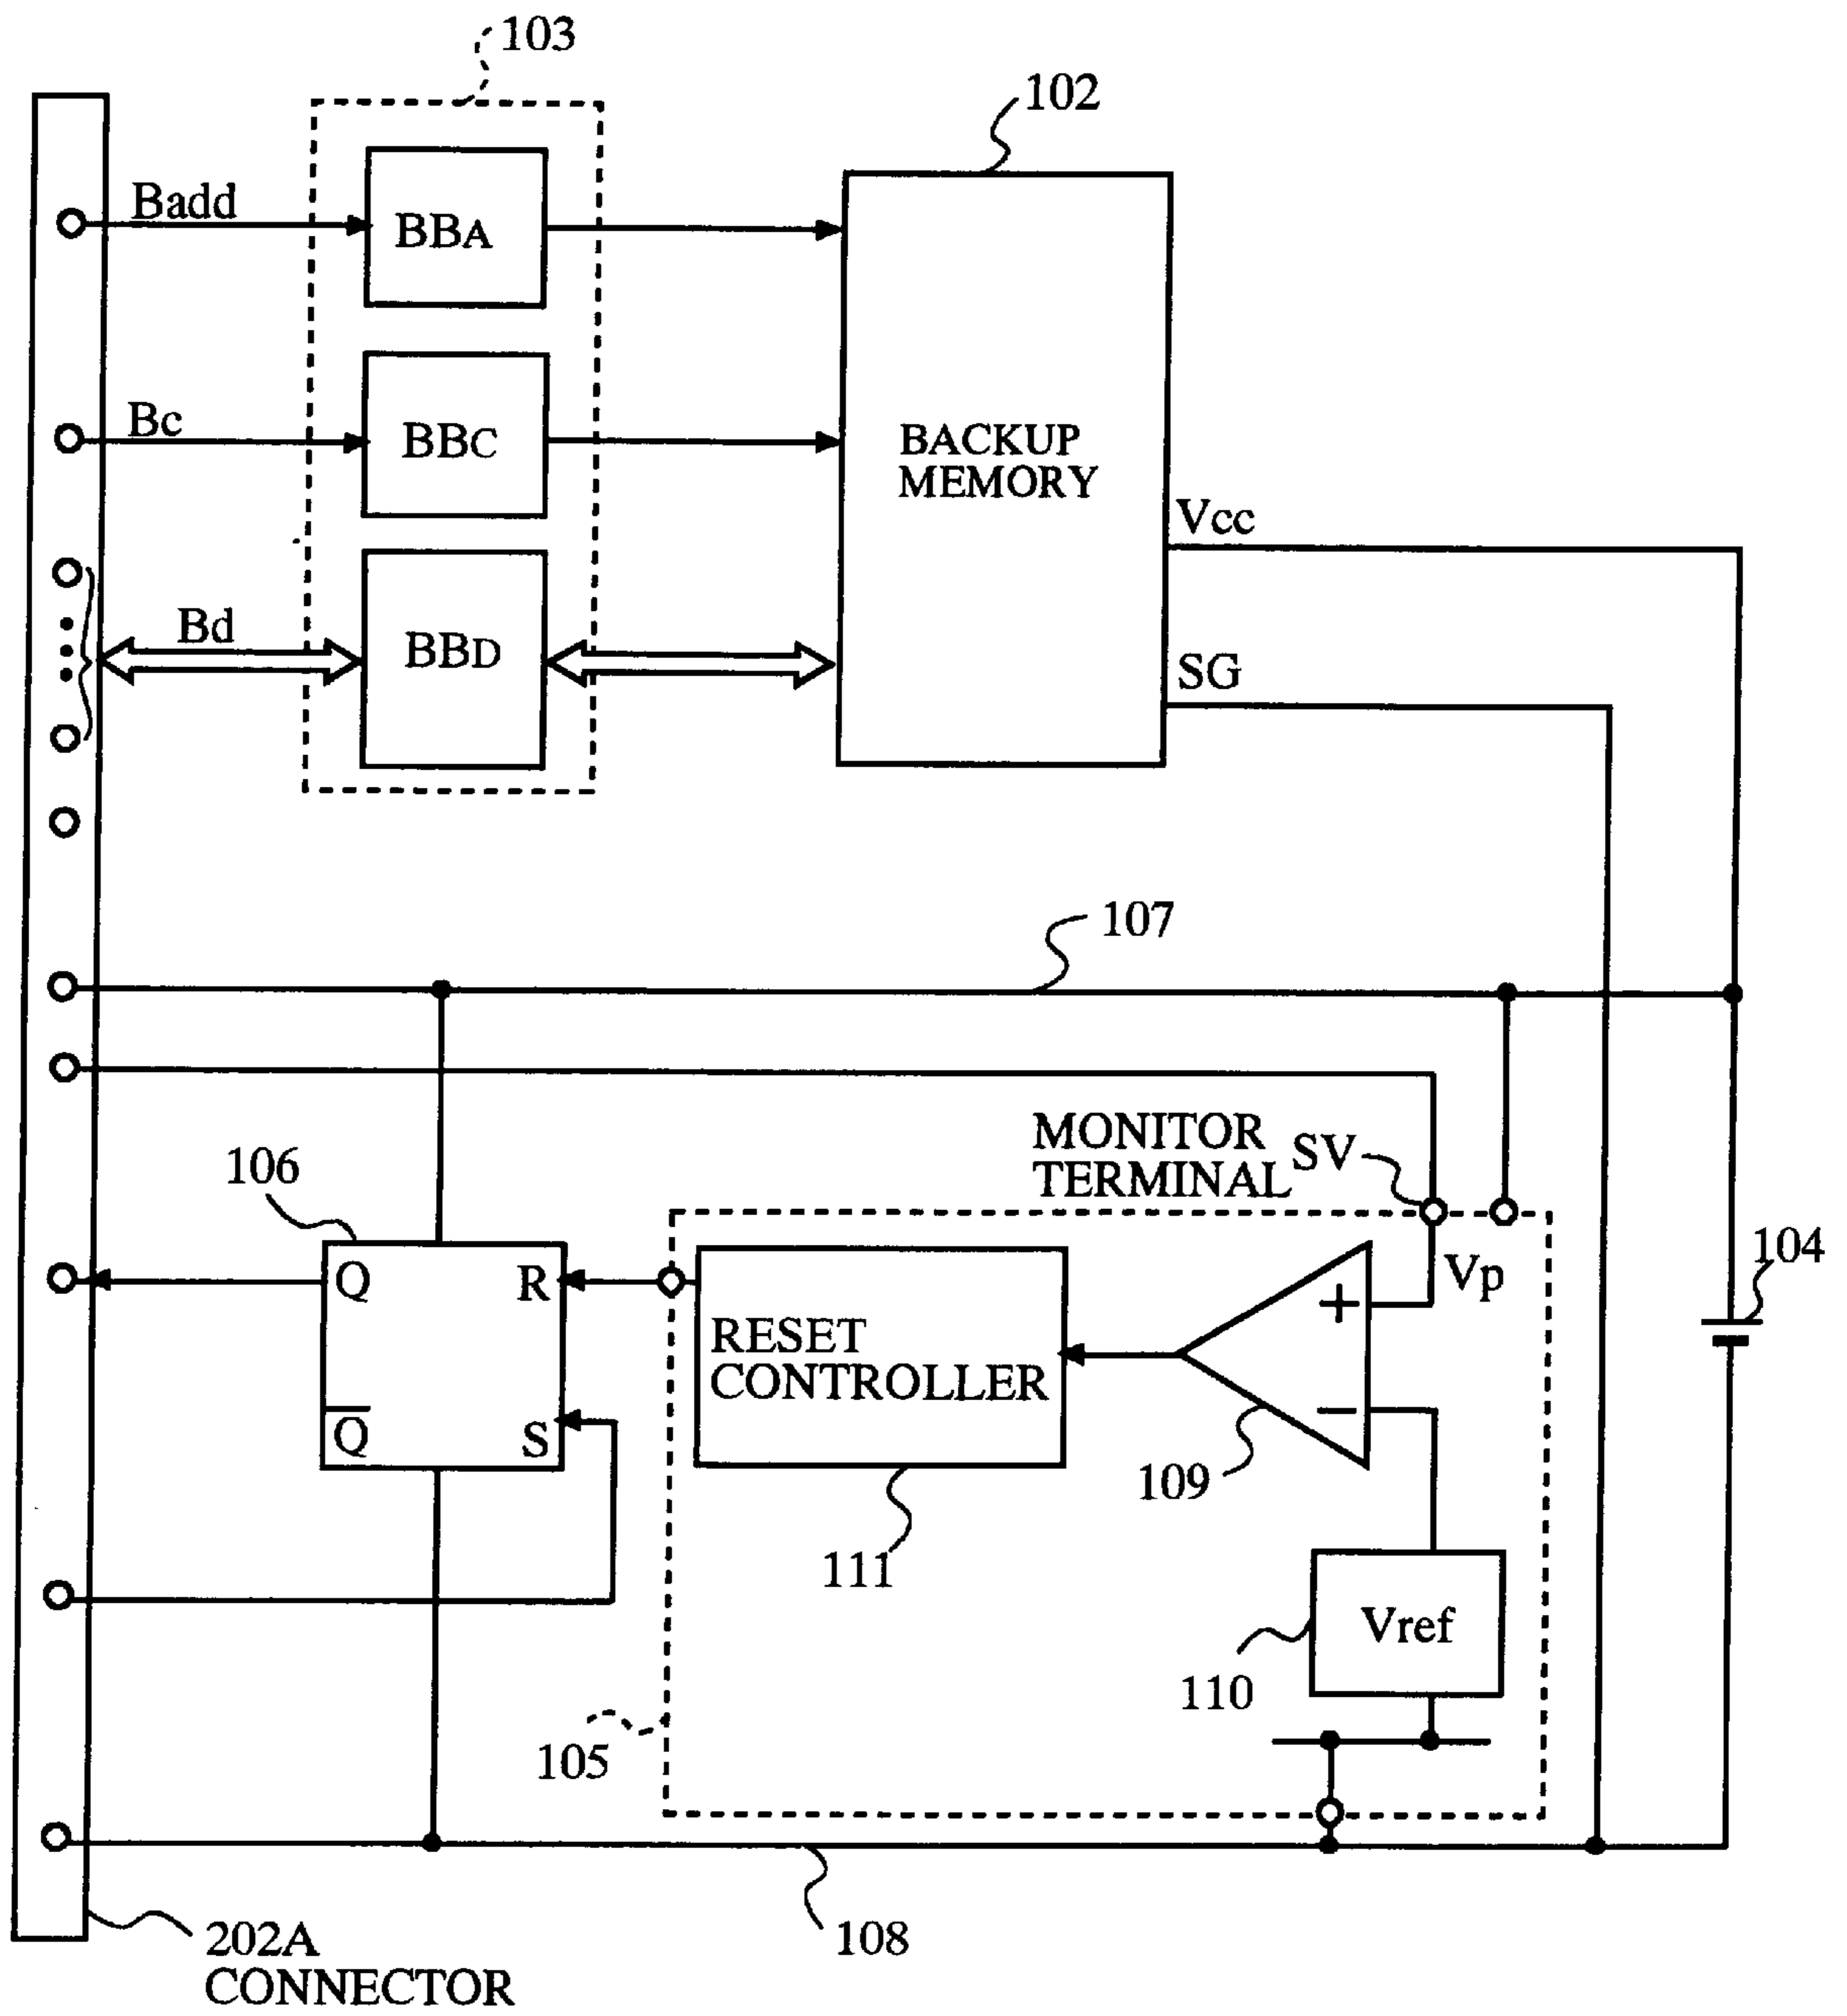 103
102
Badd
BBA
Bc
BBC
BACKUP
MEMORY
Vcc
Bd
BBD
SG
107
MONITOR
TERMINAL
SV
106
104
Q
R
Vp
+
RESET
CONTROLLER
Q̅
S
−
109
111
Vref
110
105
202A
CONNECTOR
108